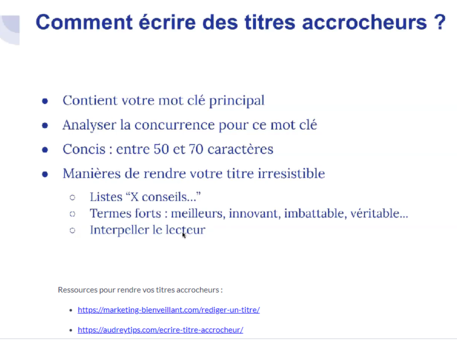 Comment écrire des titres accrocheurs ?
● Contient votre mot clé principal
● Analyser la concurrence pour ce mot clé
● Concis : entre 50 et 70 caractères
● Manières de rendre votre titre irresistible
○ Listes “X conseils...”
○ Termes forts : meilleurs, innovant, imbattable, véritable...
○ Interpeller le lecteur
Ressources pour rendre vos titres accrocheurs :
• https://marketing-bienveillant.com/rediger-un-titre/
• https://audreytips.com/ecrire-titre-accrocheur/